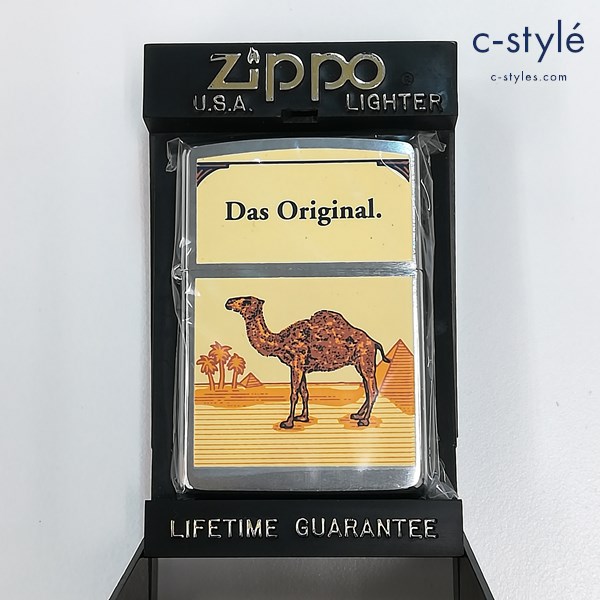 c-stylé
c-styles.com
Zippo ®
U.S.A. LIGHTER
Das Original.
LIFETIME GUARANTEE